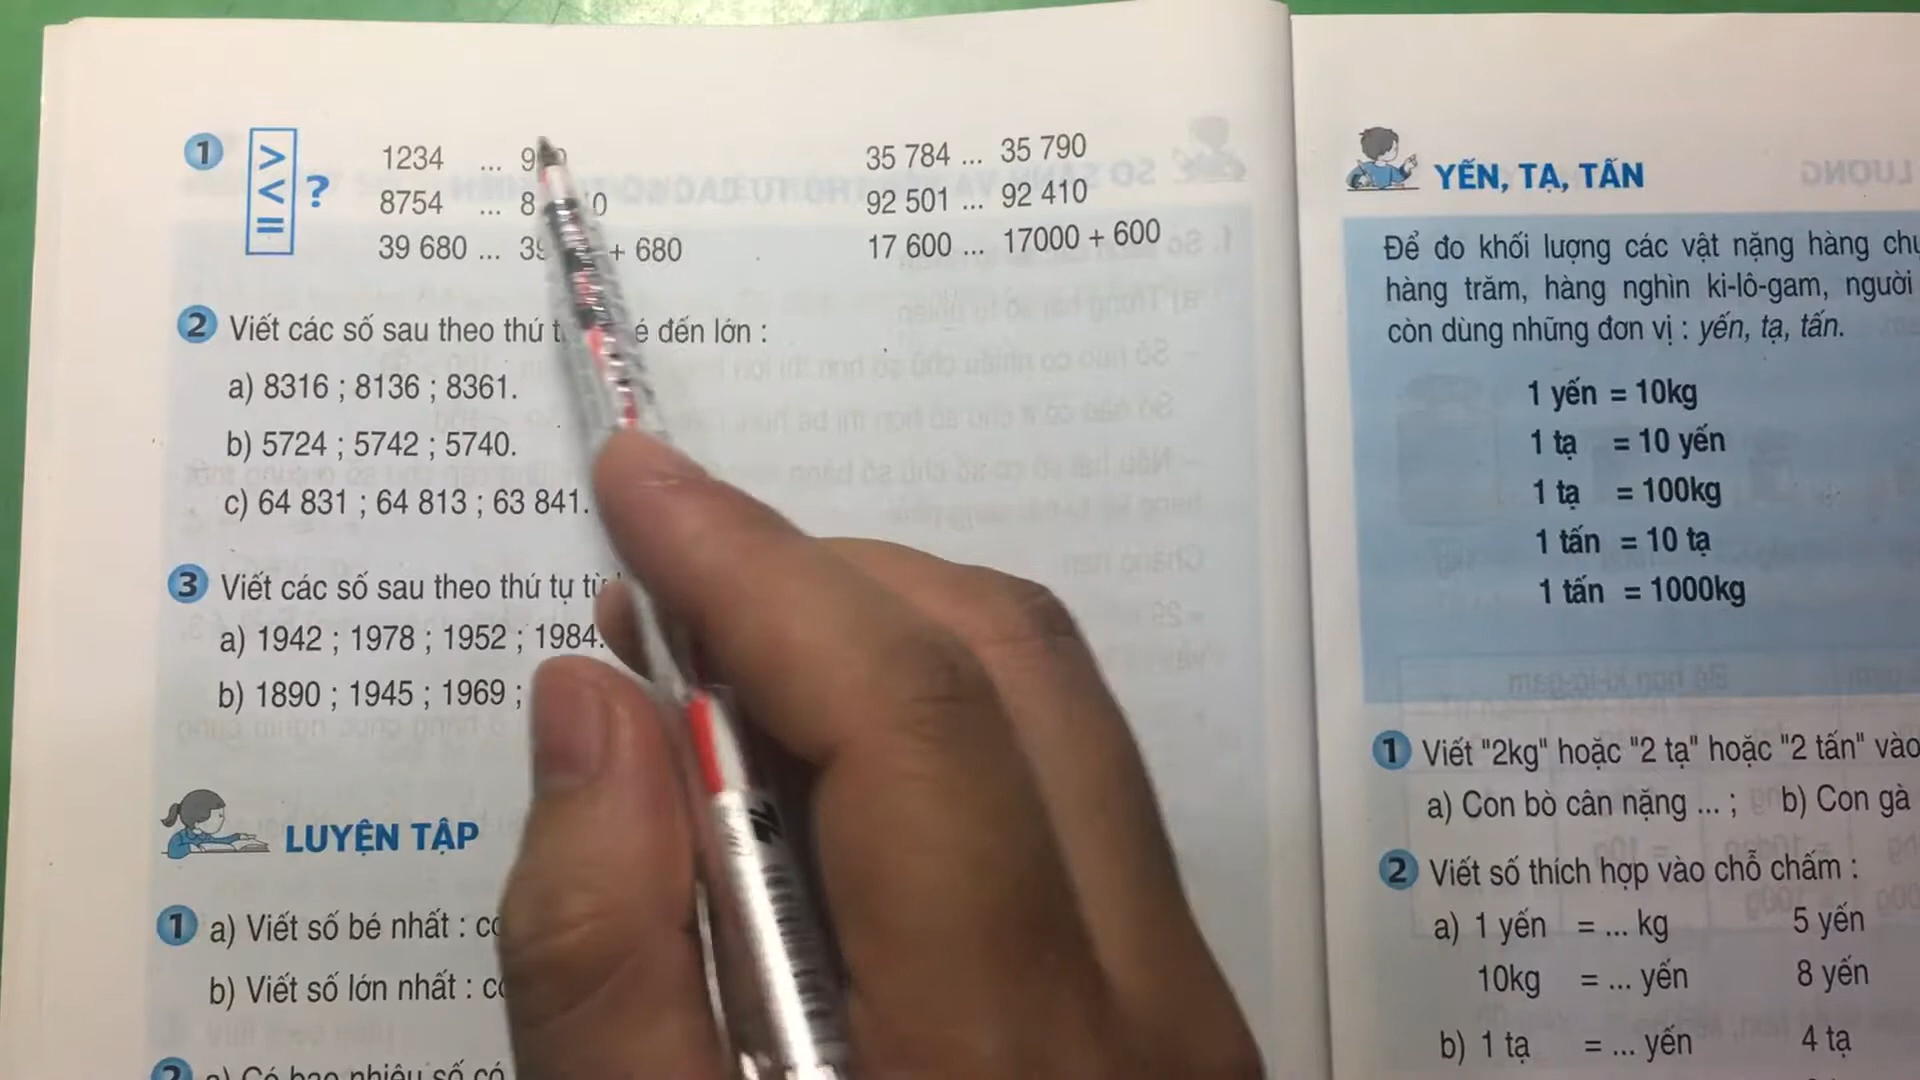 1 > < = ?
1234 ...
35 784 ... 35 790
8754 ...
92 501 ... 92 410
39 680 ... + 680
17 600 ... 17000 + 600
2 Viết các số sau theo thứ đến lớn :
a) 8316 ; 8136 ; 8361.
b) 5724 ; 5742 ; 5740.
c) 64 831 ; 64 813 ; 63 841.
3 Viết các số sau theo thứ tự từ
a) 1942 ; 1978 ; 1952 ; 1984.
b) 1890 ; 1945 ; 1969 ;
LUYỆN TẬP
1 a) Viết số bé nhất :
b) Viết số lớn nhất :
2 a) Có bao nhiêu số có
YẾN, TẠ, TẤN
Để đo khối lượng các vật nặng hàng
hàng trăm, hàng nghìn ki-lô-gam, người
còn dùng những đơn vị : yến, tạ, tấn.
1 yến = 10kg
1 tạ = 10 yến
1 tạ = 100kg
1 tấn = 10 tạ
1 tấn = 1000kg
1 Viết "2kg" hoặc "2 tạ" hoặc "2 tấn" vào
a) Con bò cân nặng ... ; b) Con gà
2 Viết số thích hợp vào chỗ chấm :
a) 1 yến = ... kg 5 yến
10kg = ... yến 8 yến
b) 1 tạ = ... yến 4 tạ